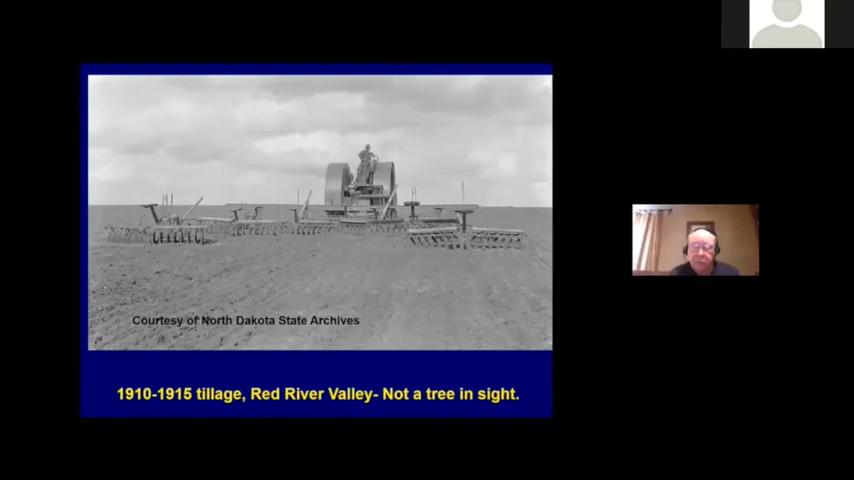 Courtesy of North Dakota State Archives
1910-1915 tillage, Red River Valley- Not a tree in sight.